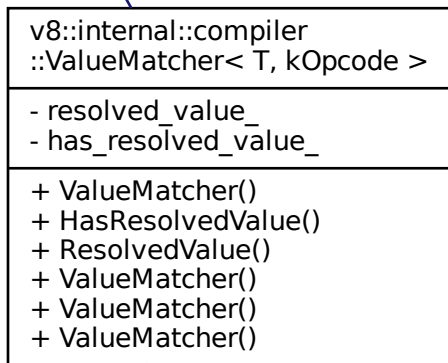 v8::internal::compiler
::ValueMatcher< T, kOpcode >
- resolved_value_
- has_resolved_value_
+ ValueMatcher()
+ HasResolvedValue()
+ ResolvedValue()
+ ValueMatcher()
+ ValueMatcher()
+ ValueMatcher()